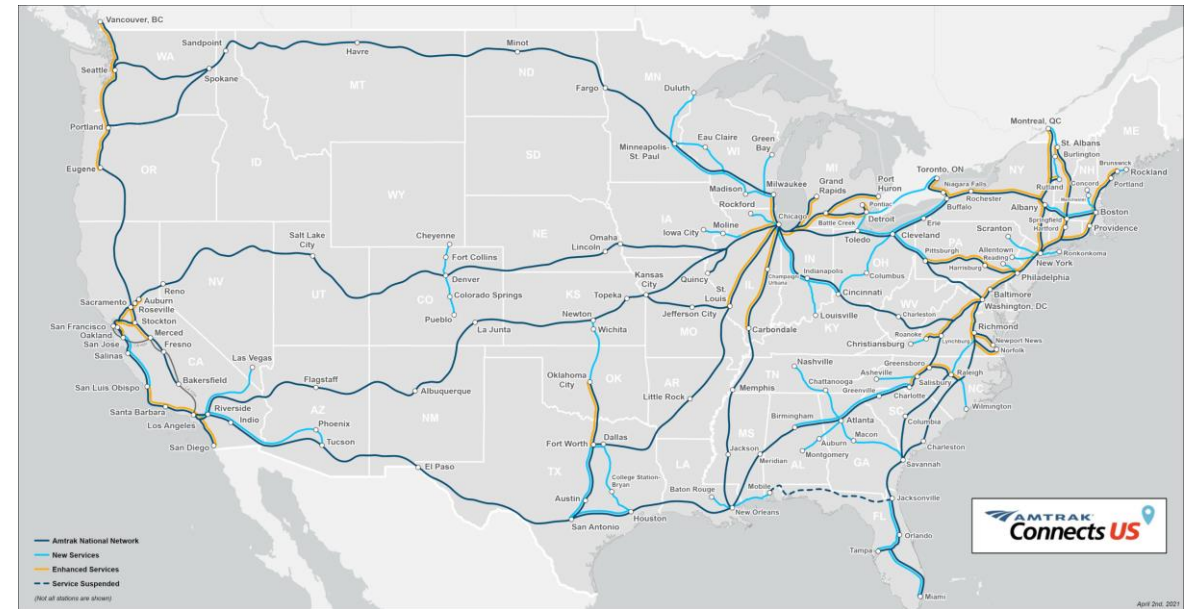 Vancouver, BC
Seattle
WA
Sandpoint
Spokane
Havre
Minot
Fargo
MT
ND
MN
Duluth
Portland
Eugene
OR
ID
WY
SD
NE
Minneapolis-
St. Paul
Eau Claire
Green
Bay
WI
Madison
Milwaukee
Rockford
MI
Grand
Rapids
Port
Huron
Pontiac
Battle Creek
Detroit
Chicago
IA
Iowa City
Moline
Toledo
Toronto, ON
Niagara Falls
Buffalo
Rochester
Erie
Cleveland
Montreal, QC
St. Albans
Burlington
ME
Brunswick
Rockland
Portland
NY
NH
Concord
Rutland
Albany
Springfield
Hartford
Boston
Providence
Scranton
Allentown
Reading
Ronkonkoma
New York
PA
Pittsburgh
Harrisburg
Philadelphia
Baltimore
Washington, DC
Salt Lake
City
Cheyenne
Fort Collins
Denver
Colorado Springs
Pueblo
CO
UT
NV
Reno
Sacramento
Auburn
Roseville
Stockton
San Francisco
Oakland
San Jose
Salinas
Merced
Fresno
CA
Bakersfield
San Luis Obispo
Santa Barbara
Los Angeles
San Diego
Las Vegas
Riverside
Indio
Flagstaff
AZ
Phoenix
Tucson
Albuquerque
NM
El Paso
La Junta
Omaha
Lincoln
KS
Newton
Wichita
Topeka
Kansas
City
Jefferson City
MO
Quincy
St.
Louis
IL
Champaign
Urbana
Carbondale
IN
Indianapolis
Louisville
OH
Columbus
Cincinnati
WV
Charleston
KY
Roanoke
Lynchburg
Christiansburg
Richmond
Newport News
Norfolk
Oklahoma
City
OK
AR
Little Rock
Memphis
TN
Nashville
Chattanooga
Asheville
Greenville
Greensboro
Salisbury
Raleigh
NC
Charlotte
Wilmington
Fort Worth
Dallas
TX
College Station-
Bryan
Austin
San Antonio
Houston
LA
Baton Rouge
New Orleans
MS
Jackson
Meridian
Mobile
Birmingham
AL
Auburn
Montgomery
Atlanta
Macon
GA
SC
Columbia
Charleston
Savannah
Jacksonville
FL
Orlando
Tampa
Miami
AMTRAK
Connects US
Amtrak National Network
New Services
Enhanced Services
Service Suspended
(Not all stations are shown)
April 2nd, 2021